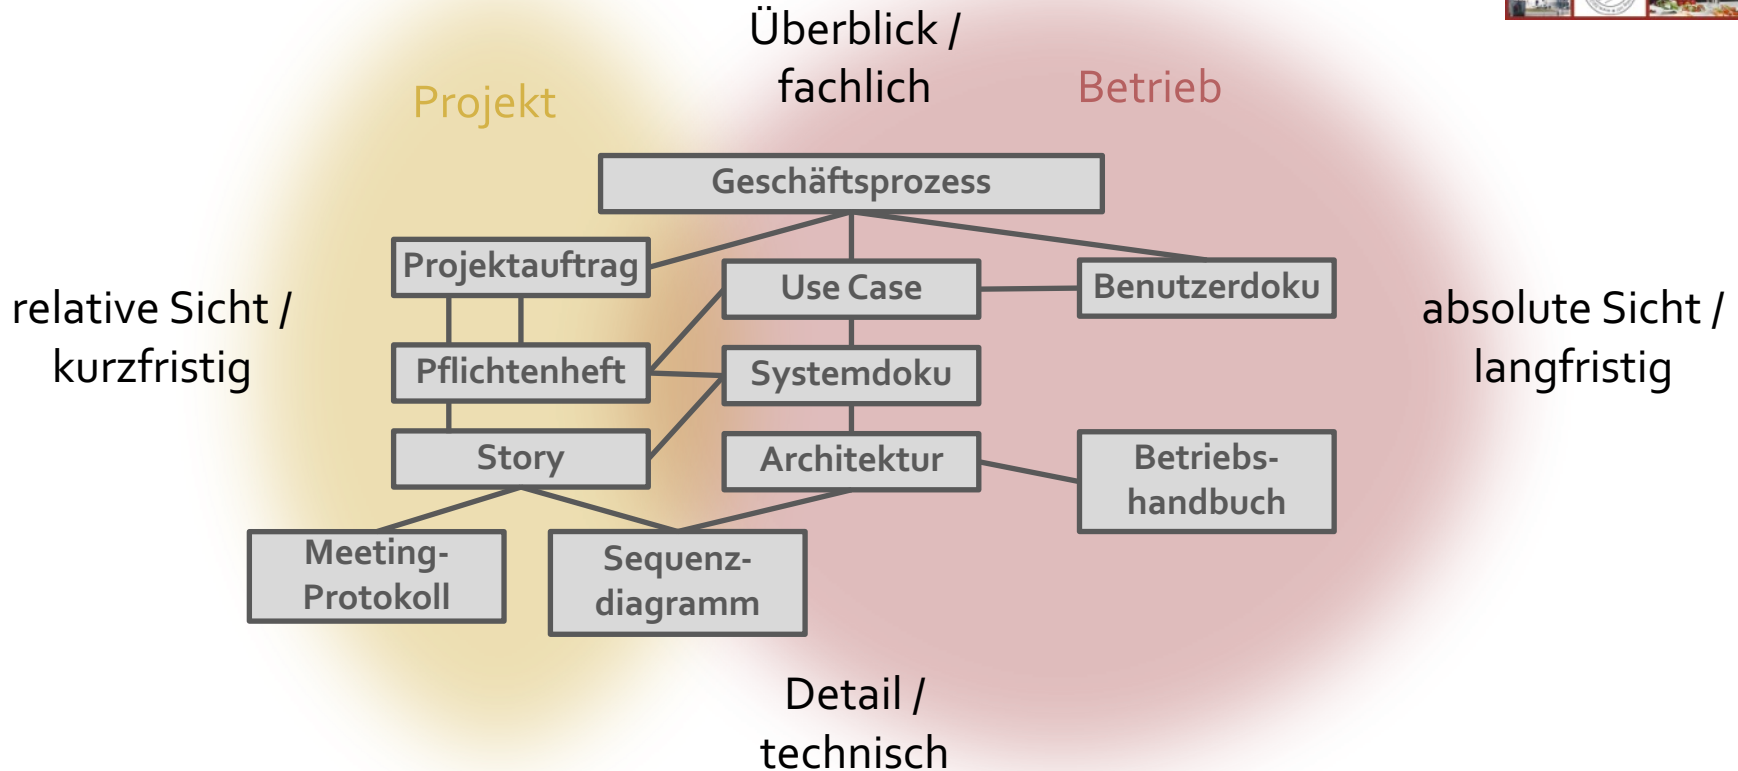 Überblick /
fachlich
Projekt
Betrieb
Geschäftsprozess
Projektauftrag
Use Case
Benutzerdoku
relative Sicht /
kurzfristig
absolute Sicht /
langfristig
Pflichtenheft
Systemdoku
Story
Architektur
Betriebs-
handbuch
Meeting-
Protokoll
Sequenz-
diagramm
Detail /
technisch